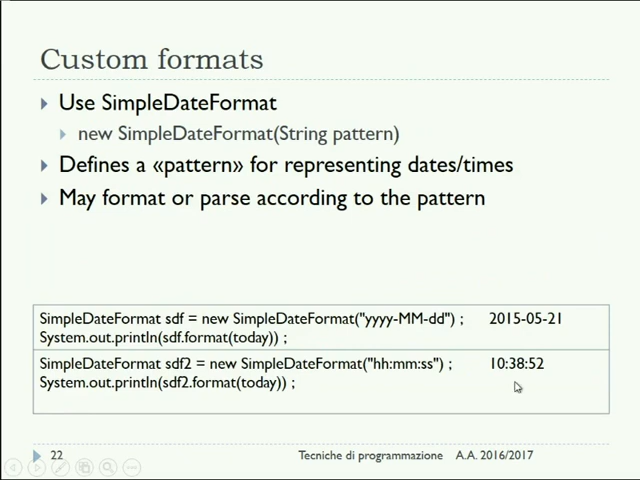 Custom formats
Use SimpleDateFormat
new SimpleDateFormat(String pattern)
Defines a «pattern» for representing dates/times
May format or parse according to the pattern
SimpleDateFormat sdf = new SimpleDateFormat("yyyy-MM-dd") ; 2015-05-21
System.out.println(sdf.format(today)) ;
SimpleDateFormat sdf2 = new SimpleDateFormat("hh:mm:ss") ; 10:38:52
System.out.println(sdf2.format(today)) ;
22 Tecniche di programmazione A.A. 2016/2017